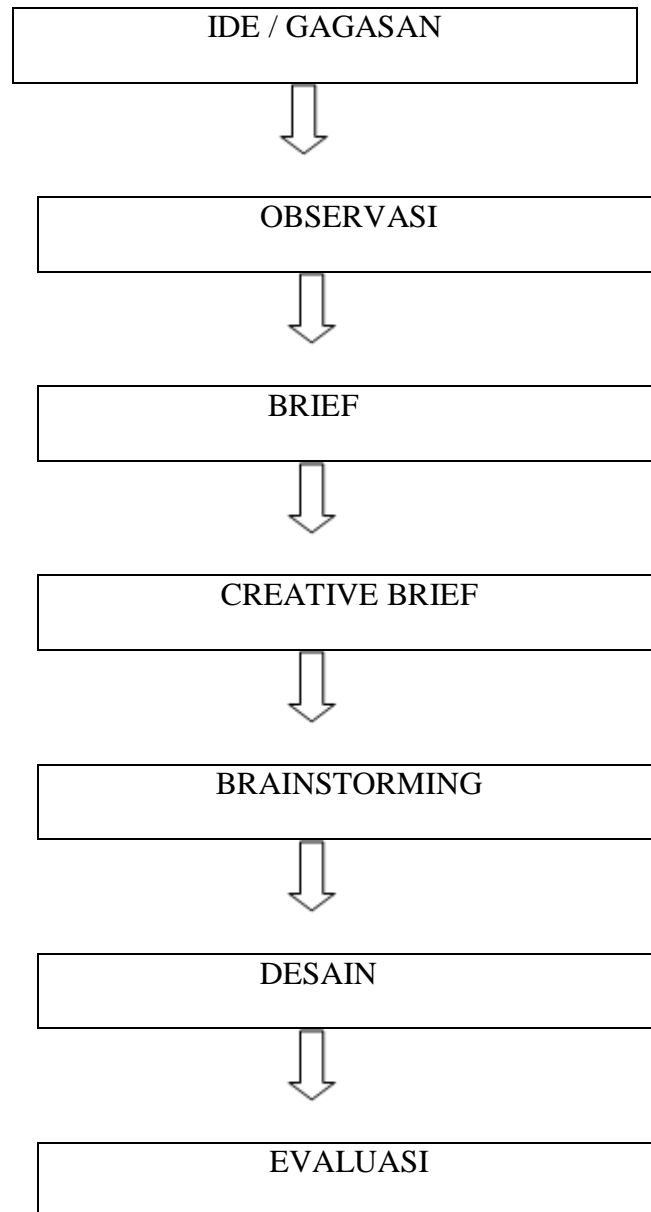 IDE / GAGASAN
OBSERVASI
BRIEF
CREATIVE BRIEF
BRAINSTORMING
DESAIN
EVALUASI